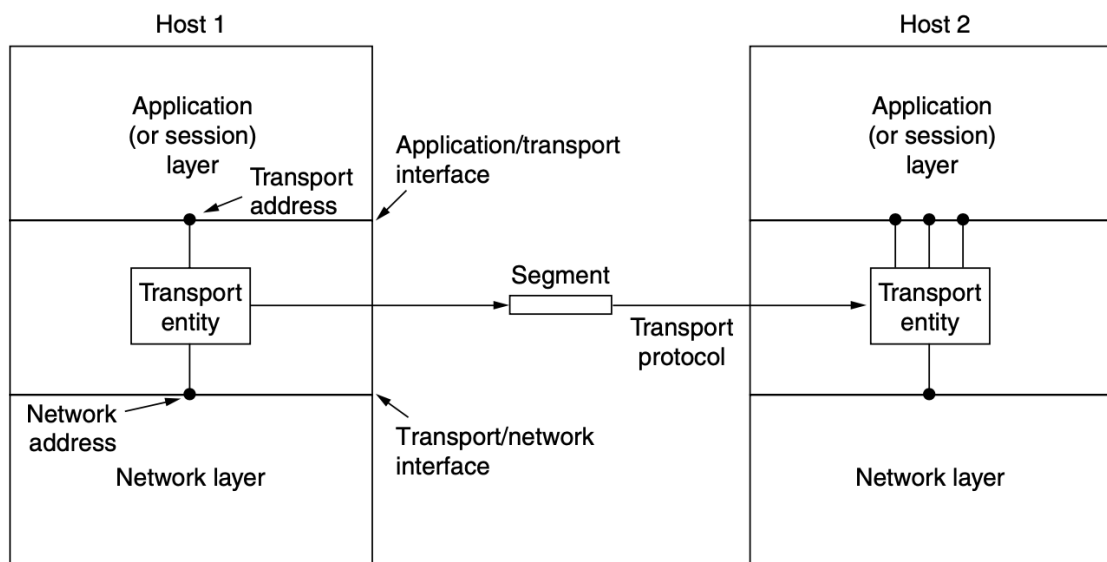 Host 1
Host 2
Application
(or session)
layer
Transport
address
Application/transport
interface
Application
(or session)
layer
Transport
entity
Segment
Transport
protocol
Transport
entity
Network
address
Transport/network
interface
Network layer
Network layer